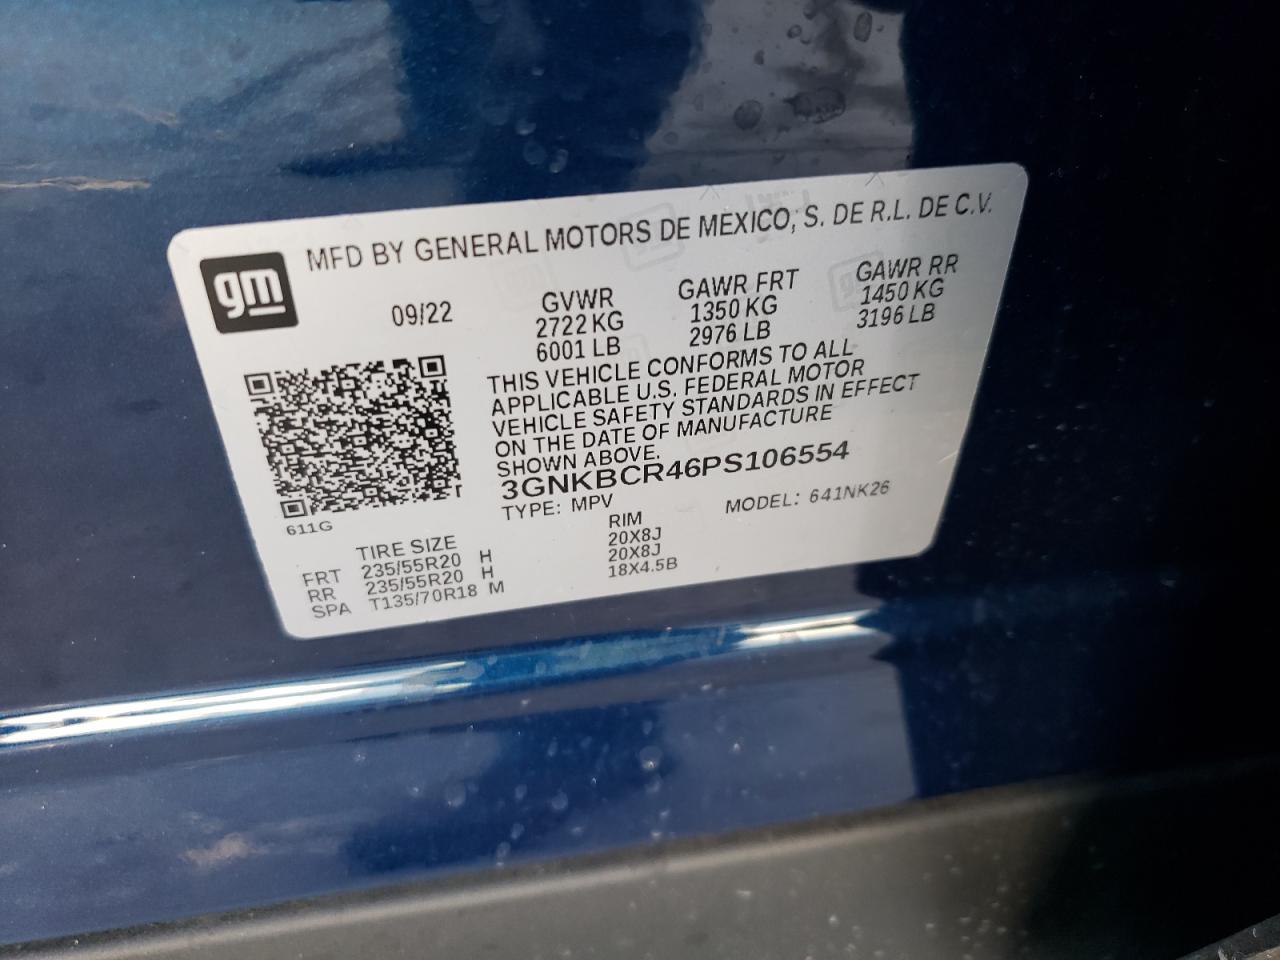 MFD BY GENERAL MOTORS DE MEXICO, S. DE R.L. DE C.V.
gm
09/22
GVWR
2722 KG
6001 LB
GAWR FRT
1350 KG
2976 LB
GAWR RR
1450 KG
3196 LB
THIS VEHICLE CONFORMS TO ALL
APPLICABLE U.S. FEDERAL MOTOR
VEHICLE SAFETY STANDARDS IN EFFECT
ON THE DATE OF MANUFACTURE
SHOWN ABOVE.
3GNKBCR46PS106554
TYPE: MPV
MODEL: 641NK26
611G
TIRE SIZE RIM
FRT 235/55R20 H 20X8J
RR 235/55R20 H 20X8J
SPA T135/70R18 M 18X4.5B